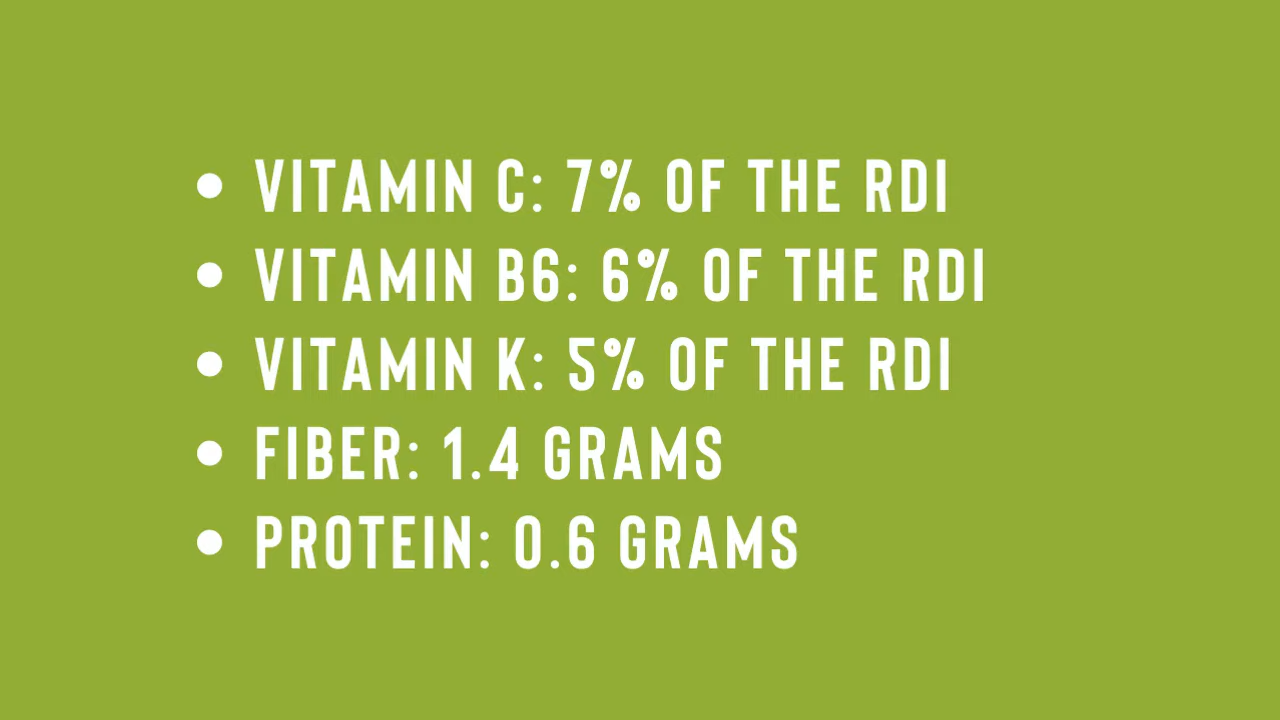 • VITAMIN C: 7% OF THE RDI
• VITAMIN B6: 6% OF THE RDI
• VITAMIN K: 5% OF THE RDI
• FIBER: 1.4 GRAMS
• PROTEIN: 0.6 GRAMS